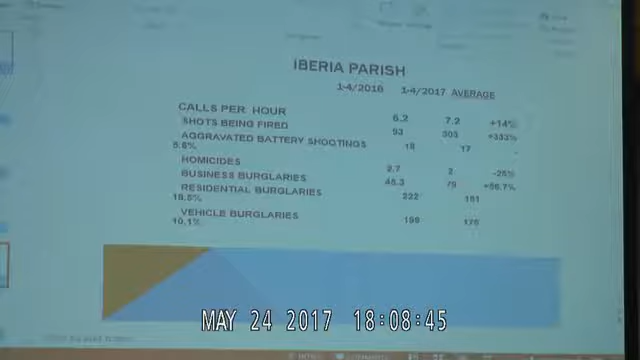 IBERIA PARISH
1-4/2016 1-4/2017 AVERAGE
CALLS PER HOUR 6.2 7.2 +14%
SHOTS BEING FIRED 93 303 +333%
AGGRAVATED BATTERY SHOOTINGS 18 17 -
5.8%
HOMICIDES 2.7 2 -25%
BUSINESS BURGLARIES 45.3 79 +56.7%
RESIDENTIAL BURGLARIES 222 181
18.5%
VEHICLE BURGLARIES 196 176
10.1%
MAY 24 2017 18:08:45